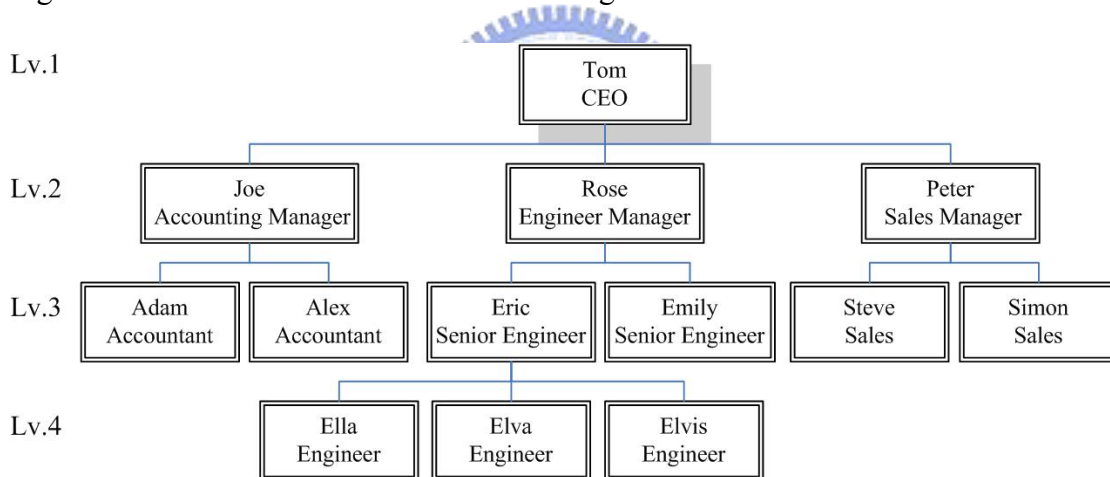 Lv.1
Tom
CEO
Lv.2
Joe
Accounting Manager
Rose
Engineer Manager
Peter
Sales Manager
Lv.3
Adam
Accountant
Alex
Accountant
Eric
Senior Engineer
Emily
Senior Engineer
Steve
Sales
Simon
Sales
Lv.4
Ella
Engineer
Elva
Engineer
Elvis
Engineer